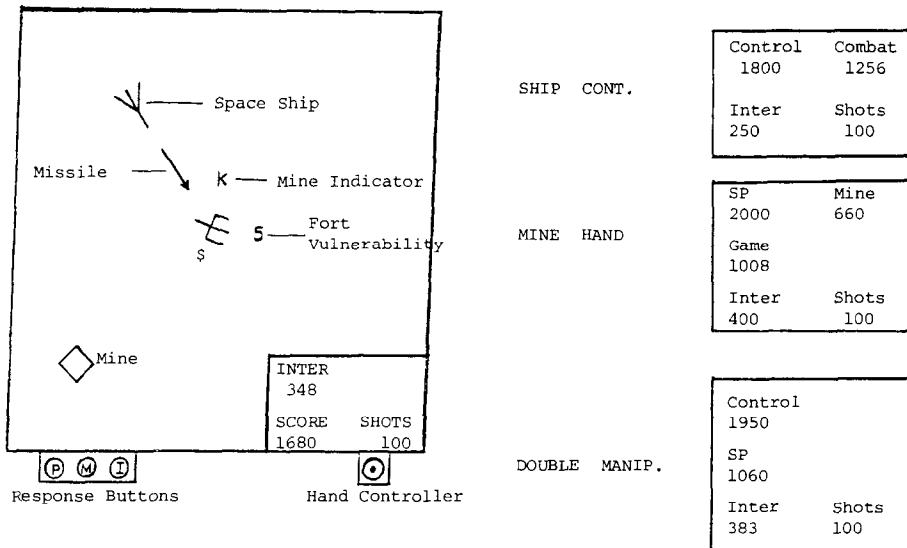 Space Ship
Missile
K
Mine Indicator
5
Fort
Vulnerability
$
Mine
INTER
348
SCORE SHOTS
1680 100
P M I
Response Buttons
Hand Controller
SHIP CONT.
Control Combat
1800 1256
Inter Shots
250 100
MINE HAND
SP Mine
2000 660
Game
1008
Inter Shots
400 100
DOUBLE MANIP.
Control
1950
SP
1060
Inter Shots
383 100